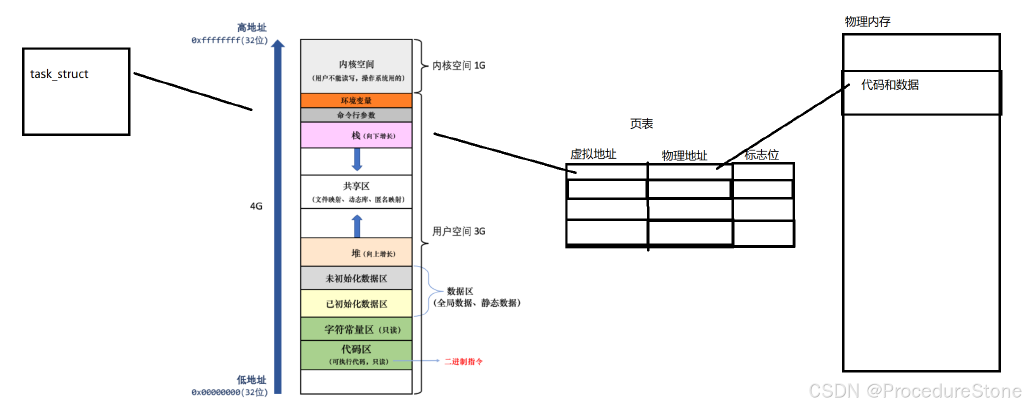 task_struct
高地址
0xffffffff(32位)
4G
低地址
0x00000000(32位)
内核空间
(用户不能读写，操作系统用的)
环境变量
命令行参数
栈 (向下增长)
共享区
(文件映射、动态库、匿名映射)
堆 (向上增长)
未初始化数据区
已初始化数据区
字符常量区 (只读)
代码区
(可执行代码，只读)
内核空间 1G
用户空间 3G
数据区
(全局数据、静态数据)
二进制指令
页表
虚拟地址 物理地址 标志位
物理内存
代码和数据
CSDN @ProcedureStone